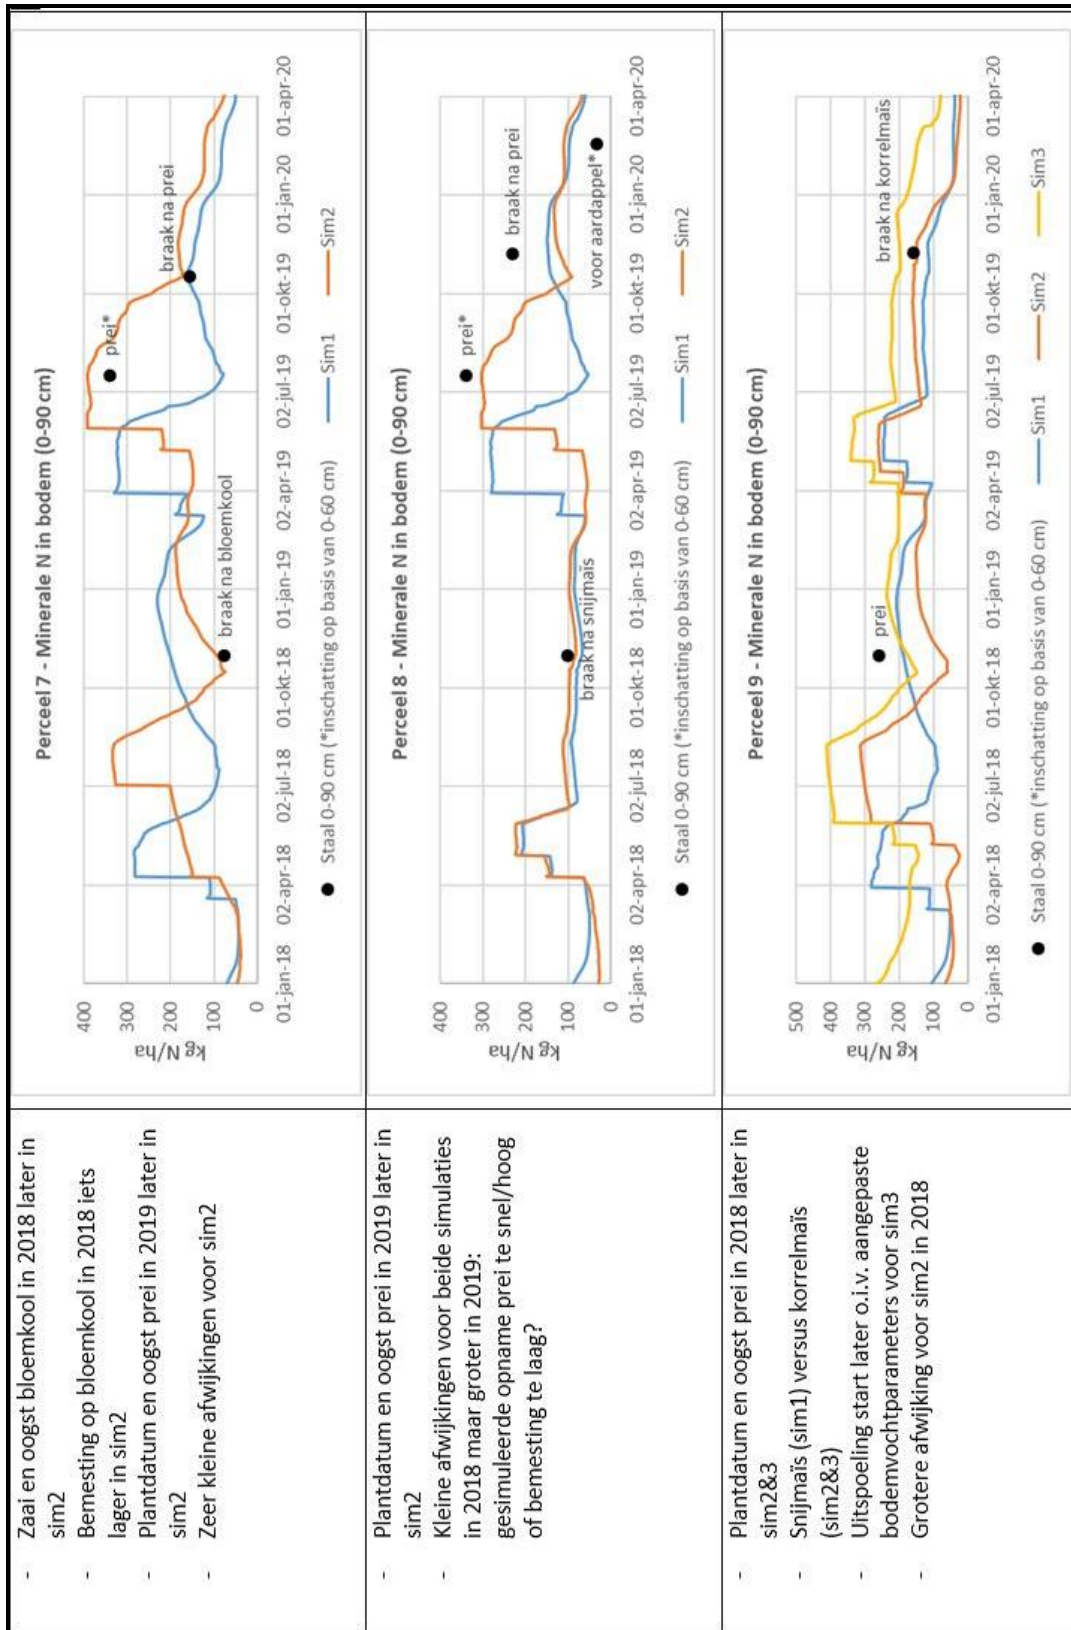 - Zaai en oogst bloemkool in 2018 later in
sim2
- Bemesting op bloemkool in 2018 iets
lager in sim2
- Plantdatum en oogst prei in 2019 later in
sim2
- Zeer kleine afwijkingen voor sim2
Perceel 7 - Minerale N in bodem (0-90 cm)
kg N/ha
400
300
200
100
0
prei*
braak na prei
braak na bloemkool
01-jan-18 02-apr-18 02-jul-18 01-okt-18 01-jan-19 02-apr-19 02-jul-19 01-okt-19 01-jan-20 01-apr-20
Staal 0-90 cm (*inschatting op basis van 0-60 cm) Sim1 Sim2
- Plantdatum en oogst prei in 2019 later in
sim2
- Kleine afwijkingen voor beide simulaties
in 2018 maar groter in 2019:
gesimuleerde opname prei te snel/hoog
of bemesting te laag?
Perceel 8 - Minerale N in bodem (0-90 cm)
kg N/ha
400
300
200
100
0
prei*
braak na prei
braak na snijmaïs
voor aardappel*
01-jan-18 02-apr-18 02-jul-18 01-okt-18 01-jan-19 02-apr-19 02-jul-19 01-okt-19 01-jan-20 01-apr-20
Staal 0-90 cm (*inschatting op basis van 0-60 cm) Sim1 Sim2
- Plantdatum en oogst prei in 2018 later in
sim2&3
- Snijmaïs (sim1) versus korrelmaïs
(sim2&3)
- Uitspoeling start later o.i.v. aangepaste
bodemvochtparameters voor sim3
- Grotere afwijking voor sim2 in 2018
Perceel 9 - Minerale N in bodem (0-90 cm)
kg N/ha
500
400
300
200
100
0
prei
braak na korrelmaïs
01-jan-18 02-apr-18 02-jul-18 01-okt-18 01-jan-19 02-apr-19 02-jul-19 01-okt-19 01-jan-20 01-apr-20
Staal 0-90 cm (*inschatting op basis van 0-60 cm) Sim1 Sim2 Sim3